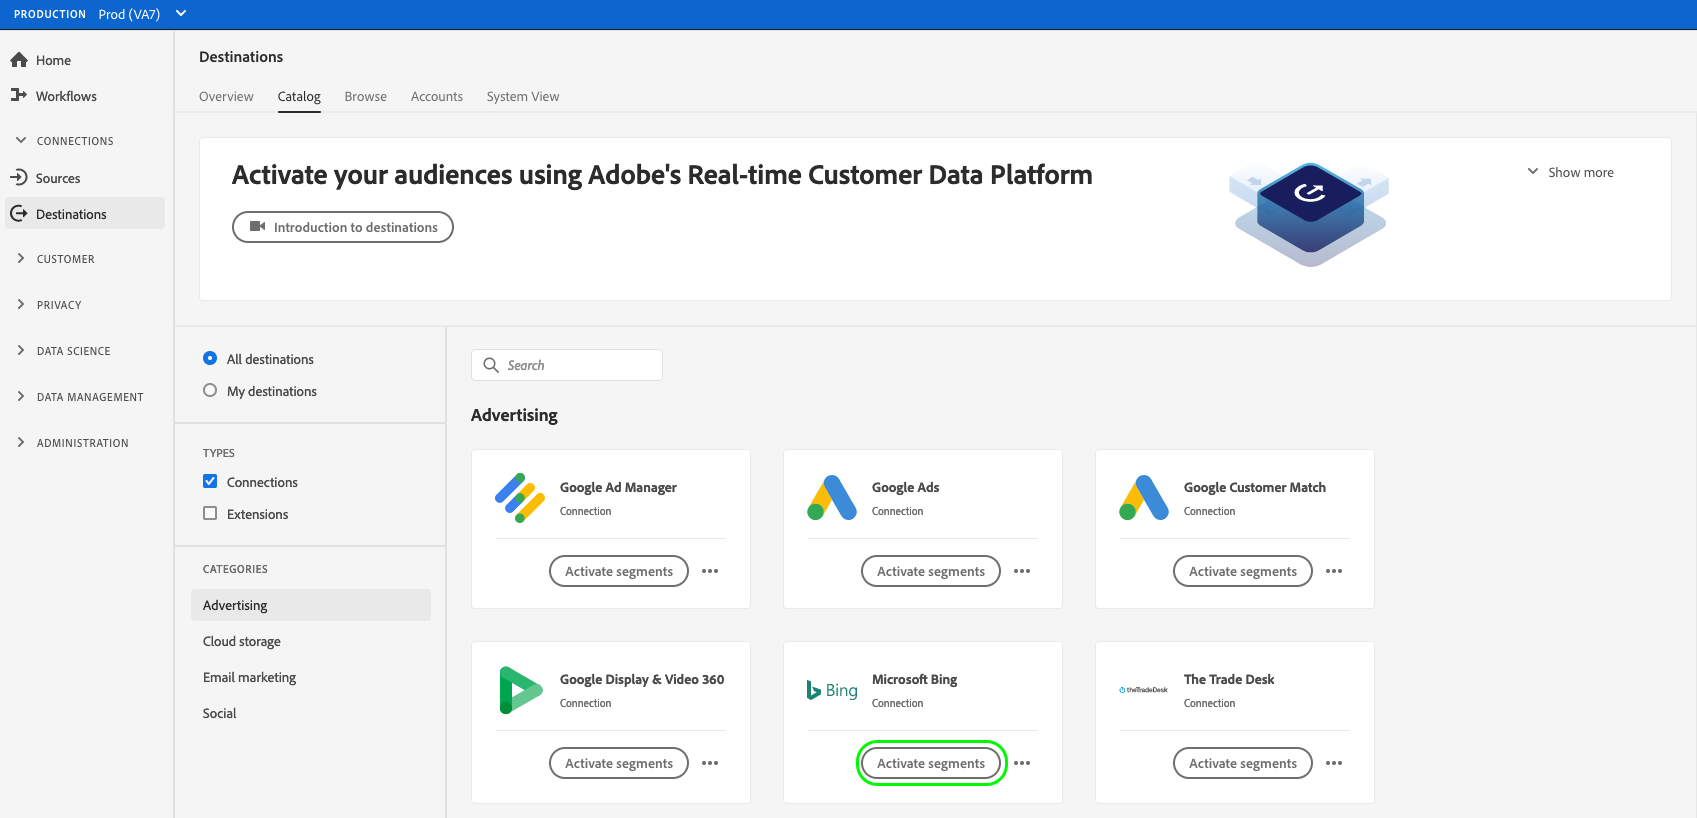 PRODUCTION Prod (VA7)
Home
Workflows
CONNECTIONS
Sources
Destinations
CUSTOMER
PRIVACY
DATA SCIENCE
DATA MANAGEMENT
ADMINISTRATION
Destinations
Overview Catalog Browse Accounts System View
Activate your audiences using Adobe's Real-time Customer Data Platform
Show more
Introduction to destinations
All destinations
My destinations
TYPES
Connections
Extensions
CATEGORIES
Advertising
Cloud storage
Email marketing
Social
Search
Advertising
Google Ad Manager
Connection
Activate segments
Google Ads
Connection
Activate segments
Google Customer Match
Connection
Activate segments
Google Display & Video 360
Connection
Activate segments
Bing
Microsoft Bing
Connection
Activate segments
theTradeDesk
The Trade Desk
Connection
Activate segments